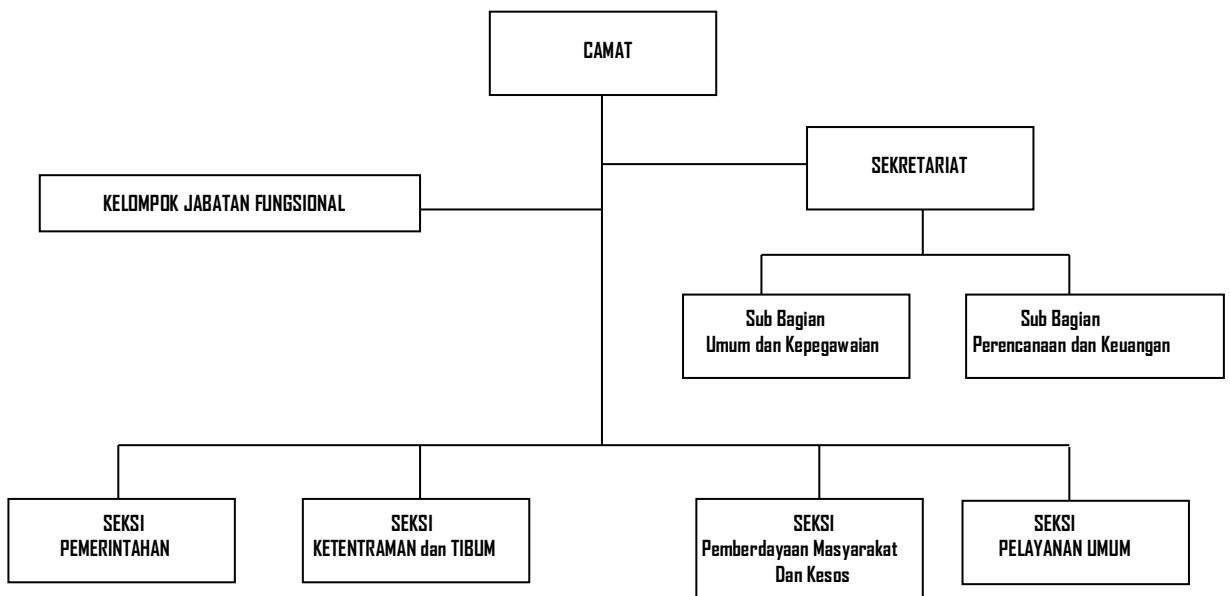 CAMAT
SEKRETARIAT
KELOMPOK JABATAN FUNGSIONAL
Sub Bagian
Umum dan Kepegawaian
Sub Bagian
Perencanaan dan Keuangan
SEKSI
PEMERINTAHAN
SEKSI
KETENTRAMAN dan TIBUM
SEKSI
Pemberdayaan Masyarakat
Dan Kesos
SEKSI
PELAYANAN UMUM